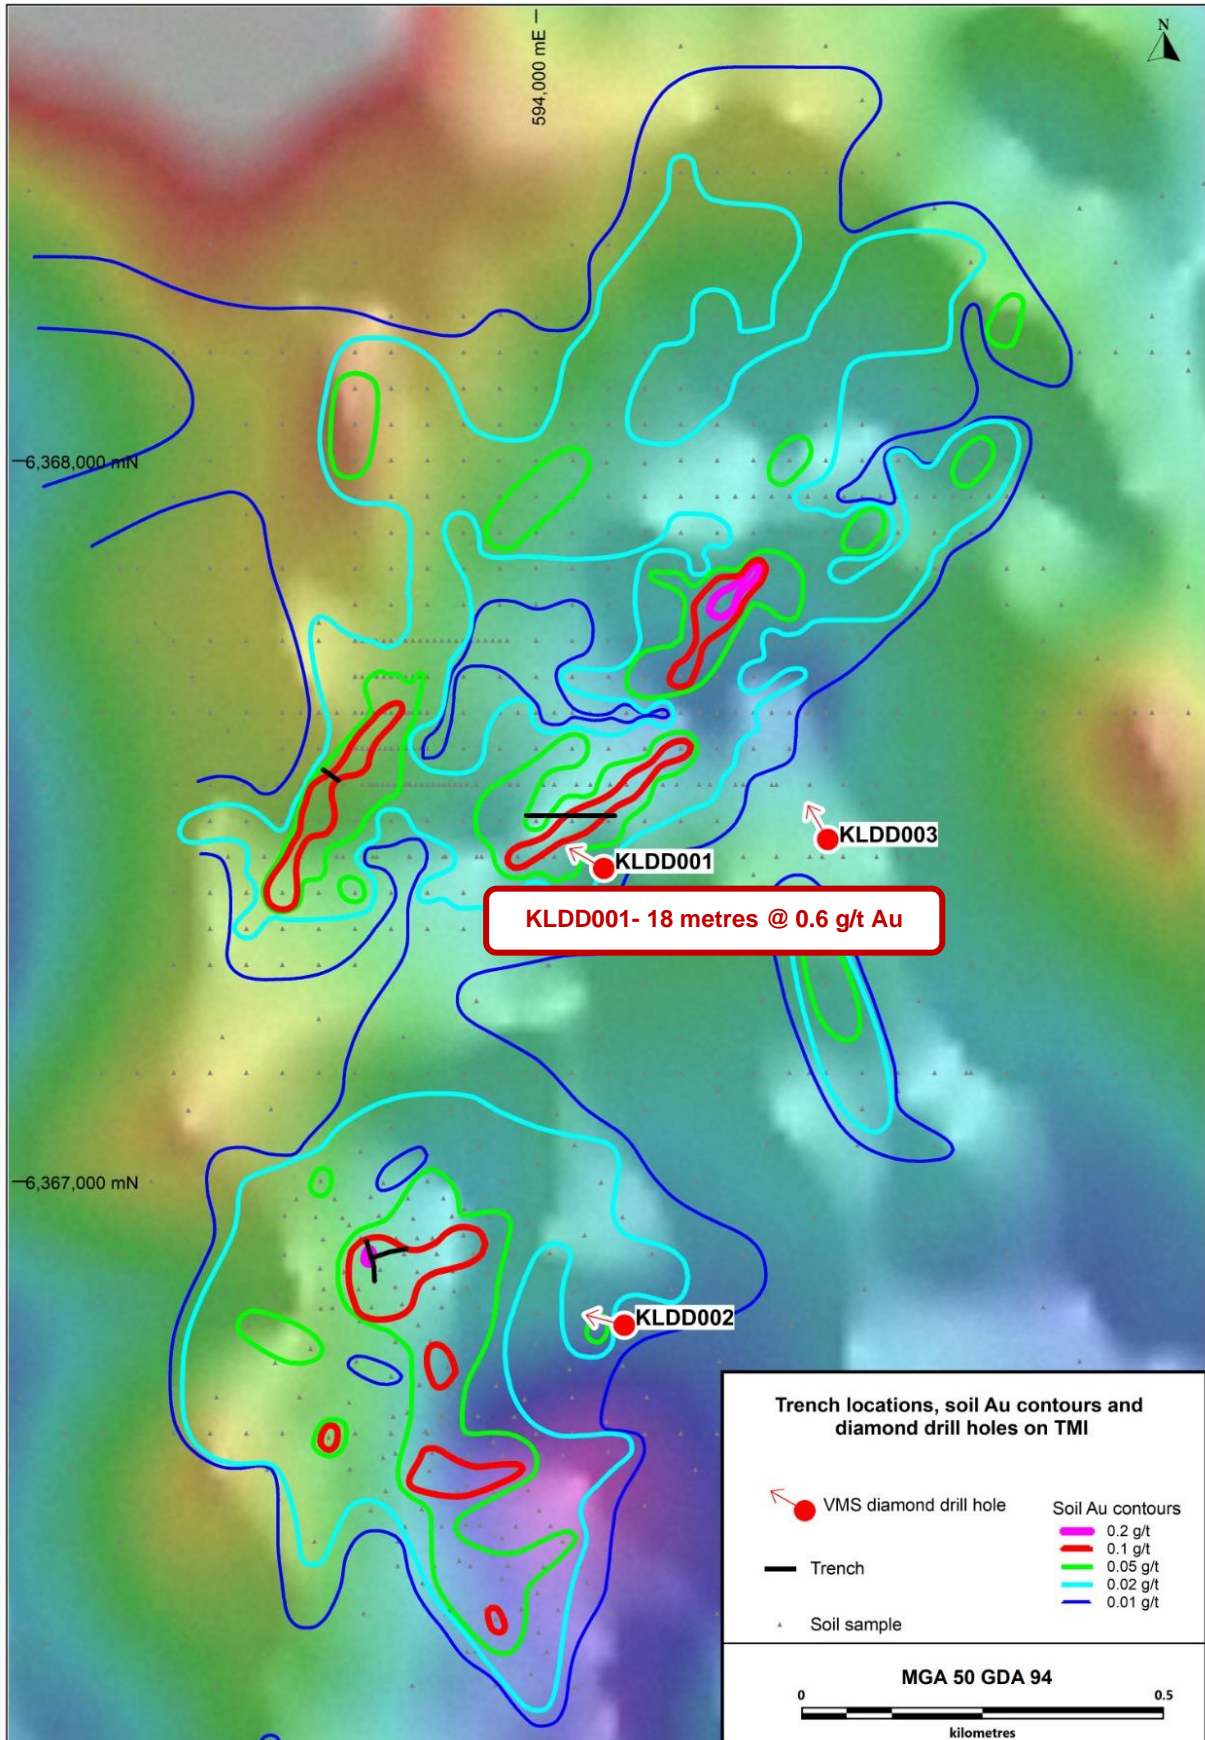 N
594,000 mE
6,368,000 mN
KLDD003
KLDD001
KLDD001- 18 metres @ 0.6 g/t Au
6,367,000 mN
KLDD002
Trench locations, soil Au contours and
diamond drill holes on TMI
VMS diamond drill hole
Trench
Soil sample
Soil Au contours
0.2 g/t
0.1 g/t
0.05 g/t
0.02 g/t
0.01 g/t
MGA 50 GDA 94
0 0.5
kilometres